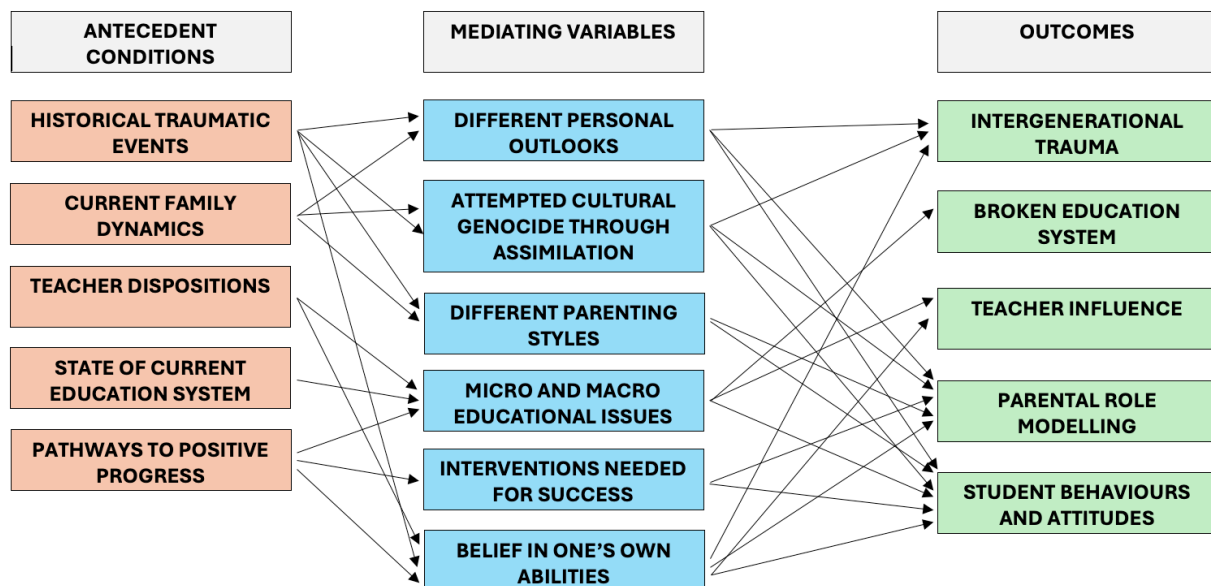 ANTECEDENT
CONDITIONS
MEDIATING VARIABLES
OUTCOMES
HISTORICAL TRAUMATIC
EVENTS
CURRENT FAMILY
DYNAMICS
TEACHER DISPOSITIONS
STATE OF CURRENT
EDUCATION SYSTEM
PATHWAYS TO POSITIVE
PROGRESS
DIFFERENT PERSONAL
OUTLOOKS
ATTEMPTED CULTURAL
GENOCIDE THROUGH
ASSIMILATION
DIFFERENT PARENTING
STYLES
MICRO AND MACRO
EDUCATIONAL ISSUES
INTERVENTIONS NEEDED
FOR SUCCESS
BELIEF IN ONE’S OWN
ABILITIES
INTERGENERATIONAL
TRAUMA
BROKEN EDUCATION
SYSTEM
TEACHER INFLUENCE
PARENTAL ROLE
MODELLING
STUDENT BEHAVIOURS
AND ATTITUDES